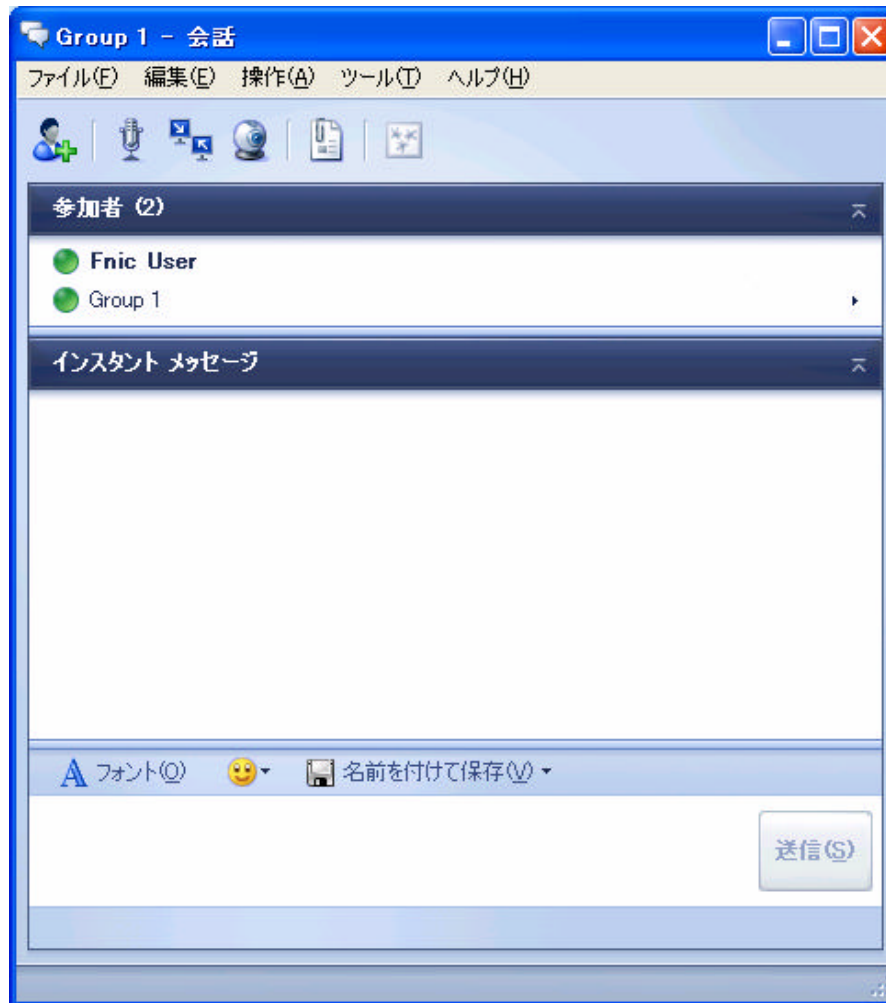 Group 1 - 会話
ファイル(F) 編集(E) 操作(A) ツール(T) ヘルプ(H)
参加者 (2)
Fnic User
Group 1
インスタント メッセージ
A フォント(O) 名前を付けて保存(V)
送信(S)